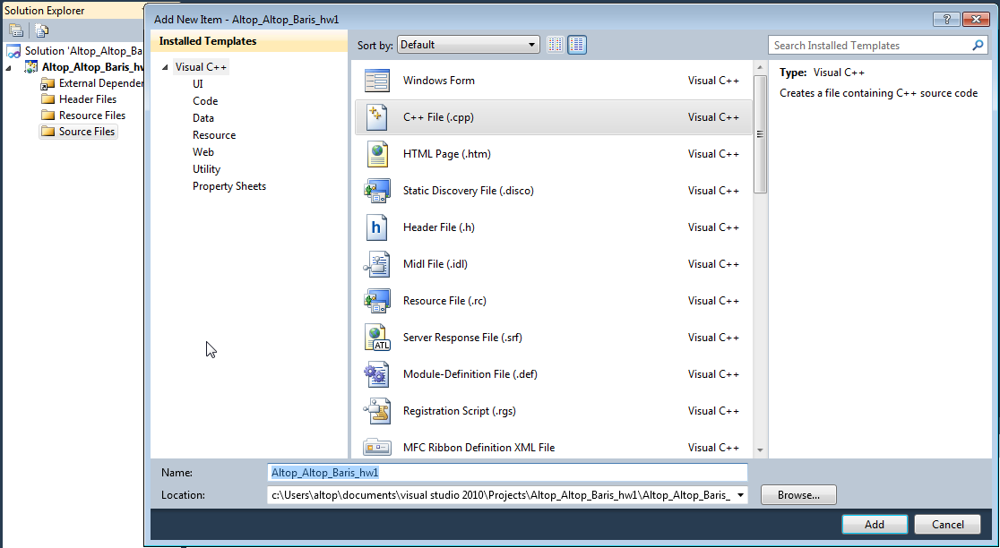 Solution Explorer
Solution 'Altop_Altop_Ba
Altop_Altop_Baris_hw
External Depender
Header Files
Resource Files
Source Files
Add New Item - Altop_Altop_Baris_hw1
?
Installed Templates
Visual C++
UI
Code
Data
Resource
Web
Utility
Property Sheets
Sort by: Default
Search Installed Templates
Windows Form Visual C++
C++ File (.cpp) Visual C++
HTML Page (.htm) Visual C++
Static Discovery File (.disco) Visual C++
h Header File (.h) Visual C++
Midl File (.idl) Visual C++
Resource File (.rc) Visual C++
ATL Server Response File (.srf) Visual C++
Module-Definition File (.def) Visual C++
Registration Script (.rgs) Visual C++
MFC Ribbon Definition XML File Visual C++
Type: Visual C++
Creates a file containing C++ source code
Name: Altop_Altop_Baris_hw1
Location: c:\Users\altop\documents\visual studio 2010\Projects\Altop_Altop_Baris_hw1\Altop_Altop_Baris_ Browse...
Add Cancel